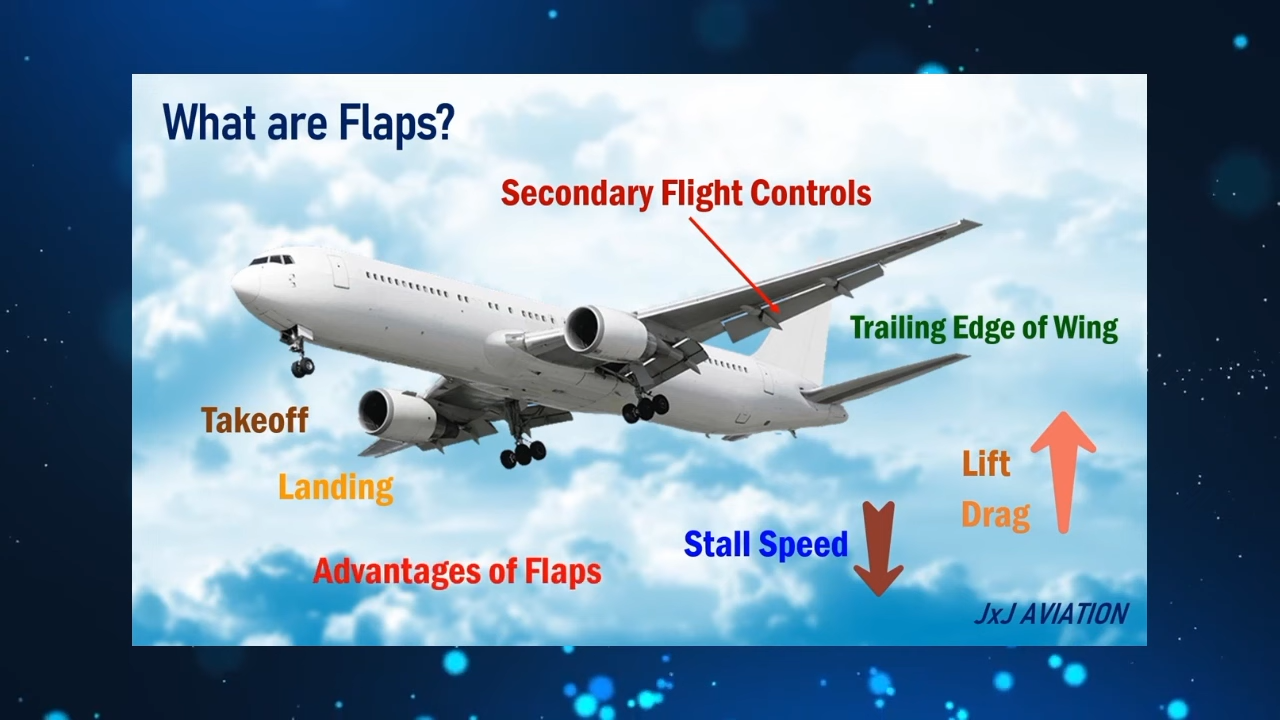 What are Flaps?
Secondary Flight Controls
Trailing Edge of Wing
Takeoff
Landing
Lift
Drag
Stall Speed
Advantages of Flaps
JxJ AVIATION